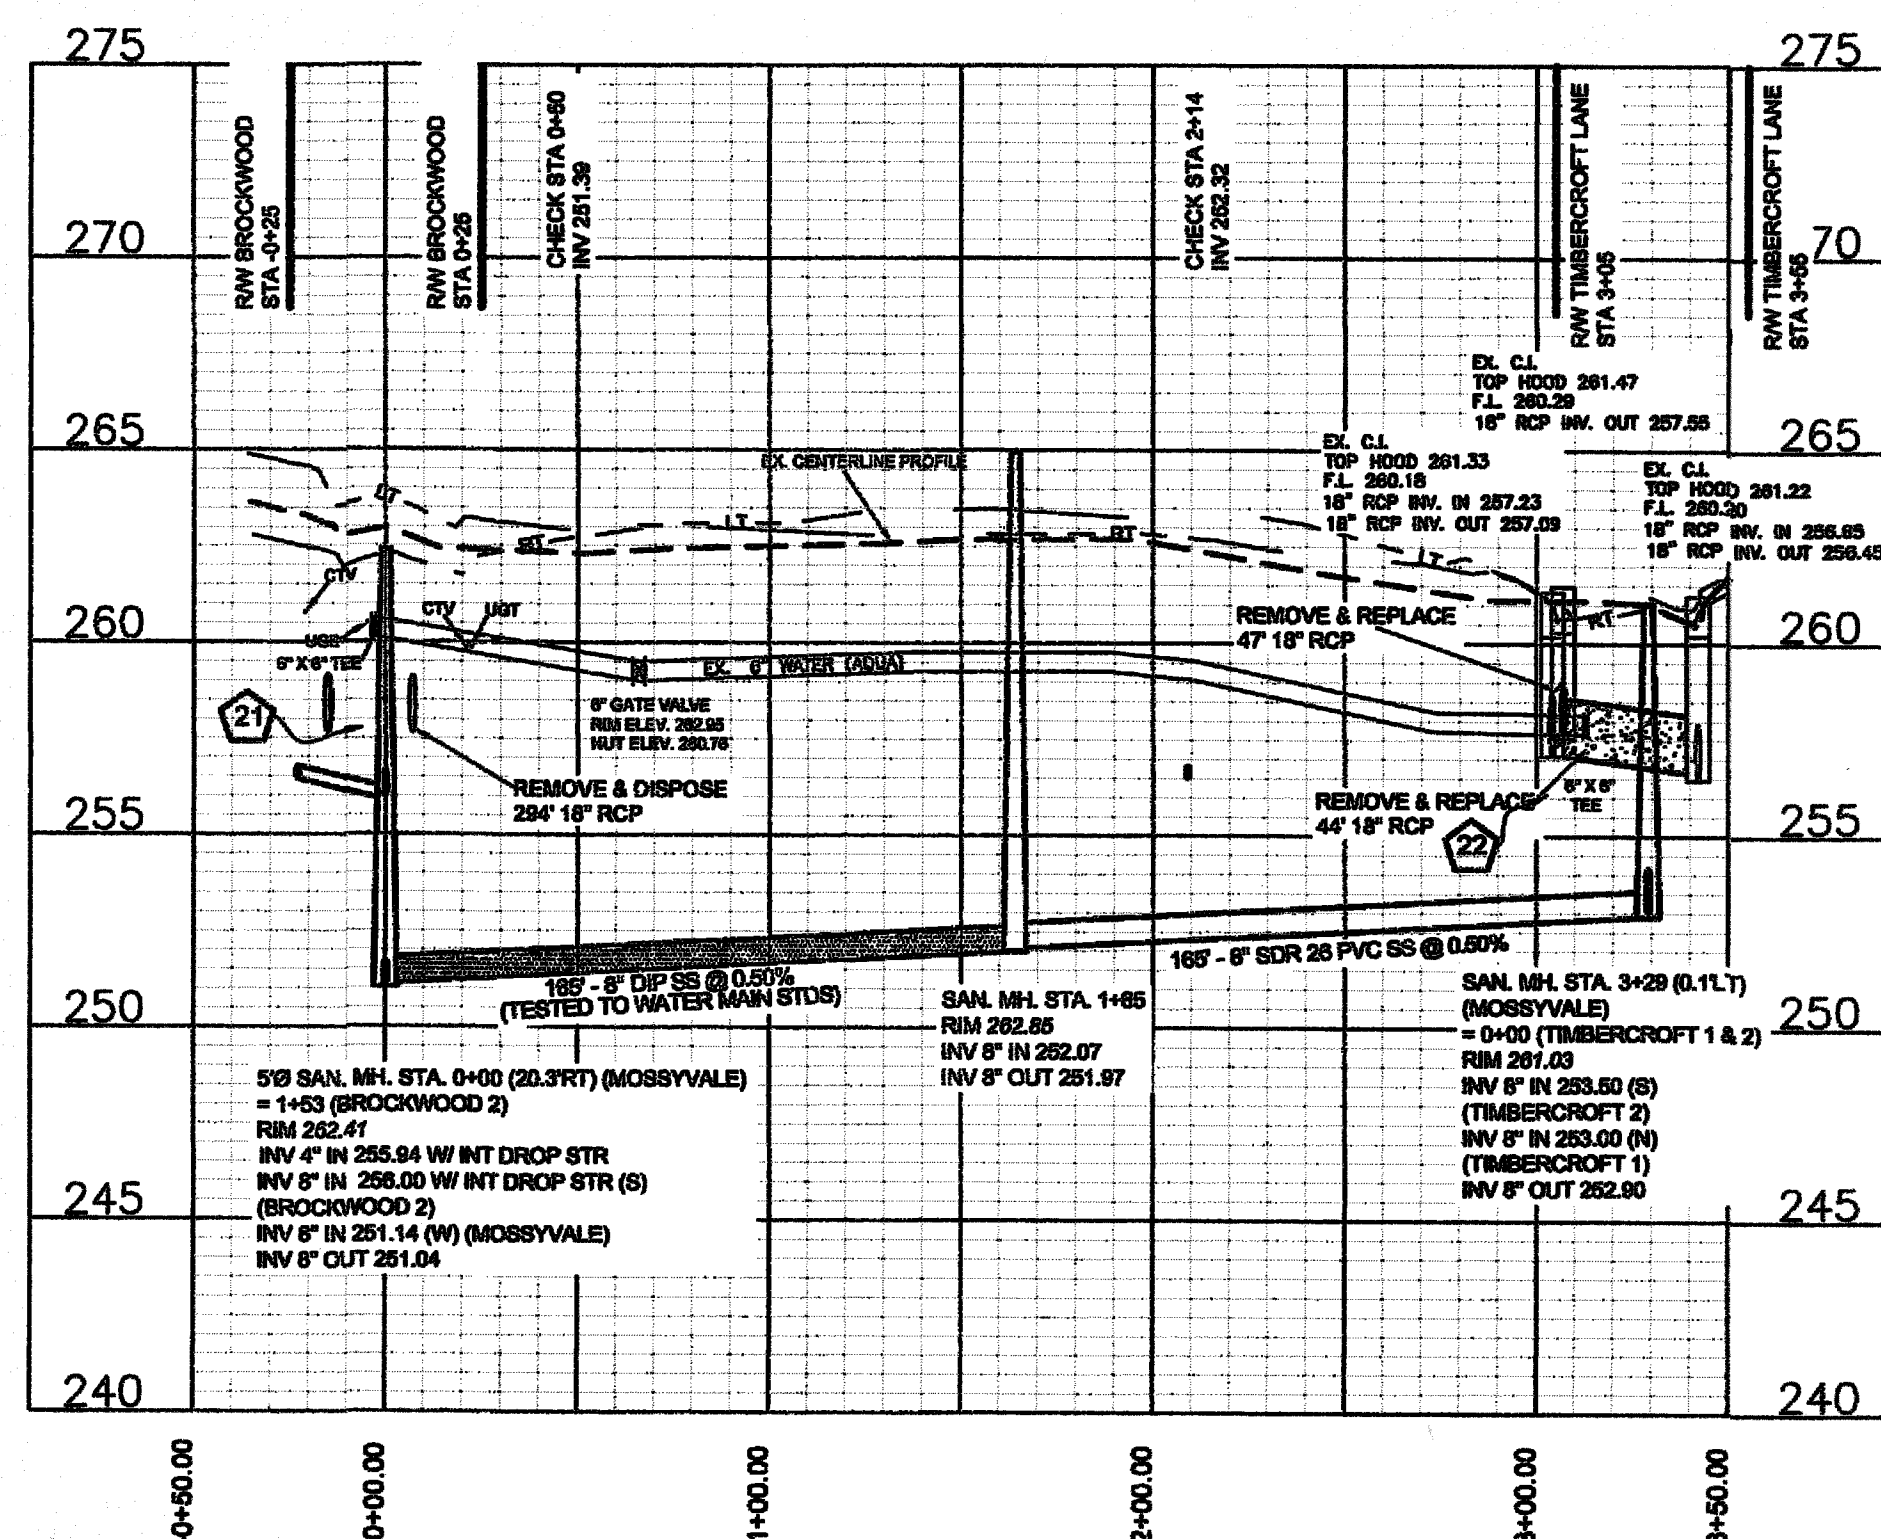 275
275
R/W BROCKWOOD
STA -0+25
R/W BROCKWOOD
STA 0+25
CHECK STA 0+50
INV 251.39
CHECK STA 2+14
INV 252.32
R/W TIMBERCROFT LANE
STA 3+05
R/W TIMBERCROFT LANE
STA 3+55
270
70
EX. C.I.
TOP HOOD 261.47
F.L. 260.29
18" RCP INV. OUT 257.55
265
265
EX. C.I.
TOP HOOD 261.33
F.L. 260.18
18" RCP INV. IN 257.23
18" RCP INV. OUT 257.09
EX. C.I.
TOP HOOD 261.22
F.L. 260.20
18" RCP INV. IN 256.65
18" RCP INV. OUT 256.45
EX. CENTERLINE PROFILE
LT
LT
RT
RT
LT
RT
CTV
CTV
UGT
260
260
UGE
6" X 6" TEE
EX. 6" WATER (AQUA)
REMOVE & REPLACE
47' 18" RCP
21
6" GATE VALVE
RIM ELEV. 262.95
NUT ELEV. 260.76
REMOVE & DISPOSE
294' 18" RCP
REMOVE & REPLACE
44' 18" RCP
6" X 6"
TEE
22
255
255
165' - 8" DIP SS @ 0.50%
(TESTED TO WATER MAIN STDS)
165' - 8" SDR 26 PVC SS @ 0.50%
250
250
SAN. MH. STA. 1+65
RIM 262.85
INV 8" IN 252.07
INV 8" OUT 251.97
SAN. MH. STA. 3+29 (0.1'LT)
(MOSSYVALE)
= 0+00 (TIMBERCROFT 1 & 2)
RIM 261.03
INV 8" IN 253.50 (S)
(TIMBERCROFT 2)
INV 8" IN 253.00 (N)
(TIMBERCROFT 1)
INV 8" OUT 252.90
5'Ø SAN. MH. STA. 0+00 (20.3'RT) (MOSSYVALE)
= 1+53 (BROCKWOOD 2)
RIM 262.41
INV 4" IN 255.94 W/ INT DROP STR
INV 8" IN 256.00 W/ INT DROP STR (S)
(BROCKWOOD 2)
INV 8" IN 251.14 (W) (MOSSYVALE)
INV 8" OUT 251.04
245
245
240
240
0+50.00
0+00.00
1+00.00
2+00.00
3+00.00
3+50.00